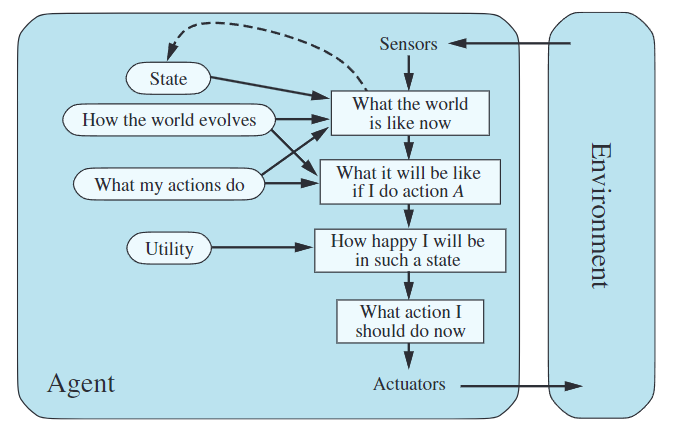 Sensors
State
What the world
is like now
How the world evolves
What my actions do
What it will be like
if I do action A
Utility
How happy I will be
in such a state
What action I
should do now
Agent
Actuators
Environment